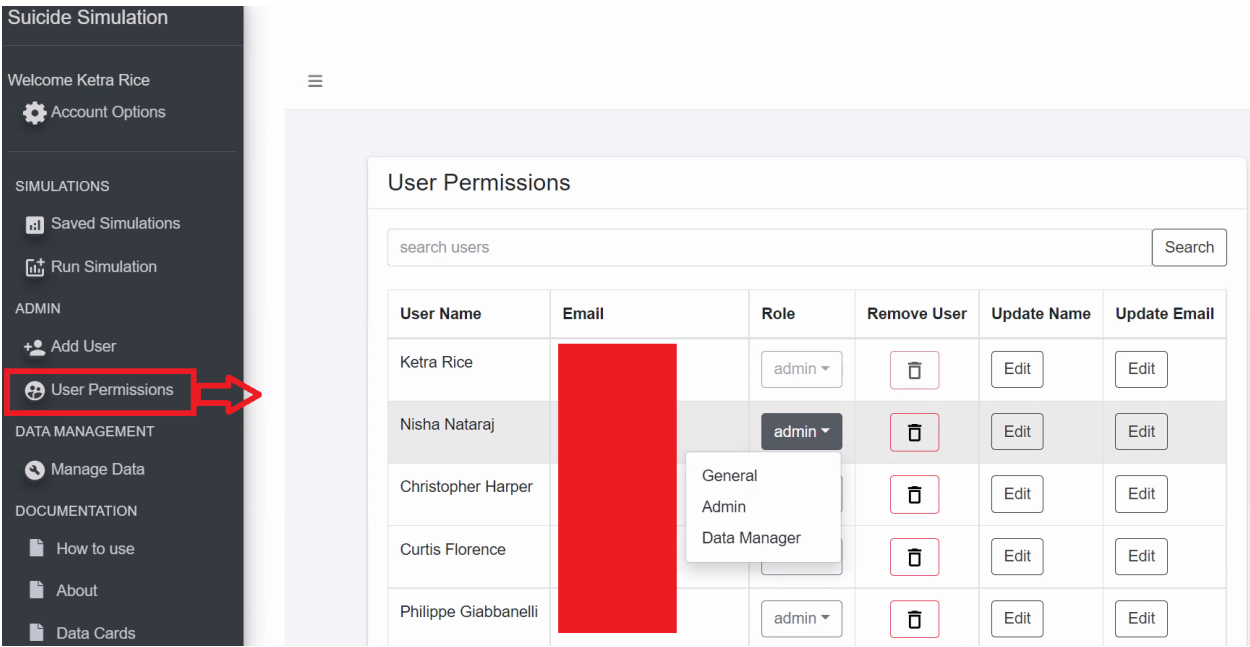 Suicide Simulation
Welcome Ketra Rice
Account Options
SIMULATIONS
Saved Simulations
Run Simulation
ADMIN
Add User
User Permissions
DATA MANAGEMENT
Manage Data
DOCUMENTATION
How to use
About
Data Cards
User Permissions
search users Search
User Name Email Role Remove User Update Name Update Email
Ketra Rice admin Edit Edit
Nisha Nataraj admin Edit Edit
General
Christopher Harper Edit Edit
Admin
Data Manager
Curtis Florence Edit Edit
Philippe Giabbanelli admin Edit Edit